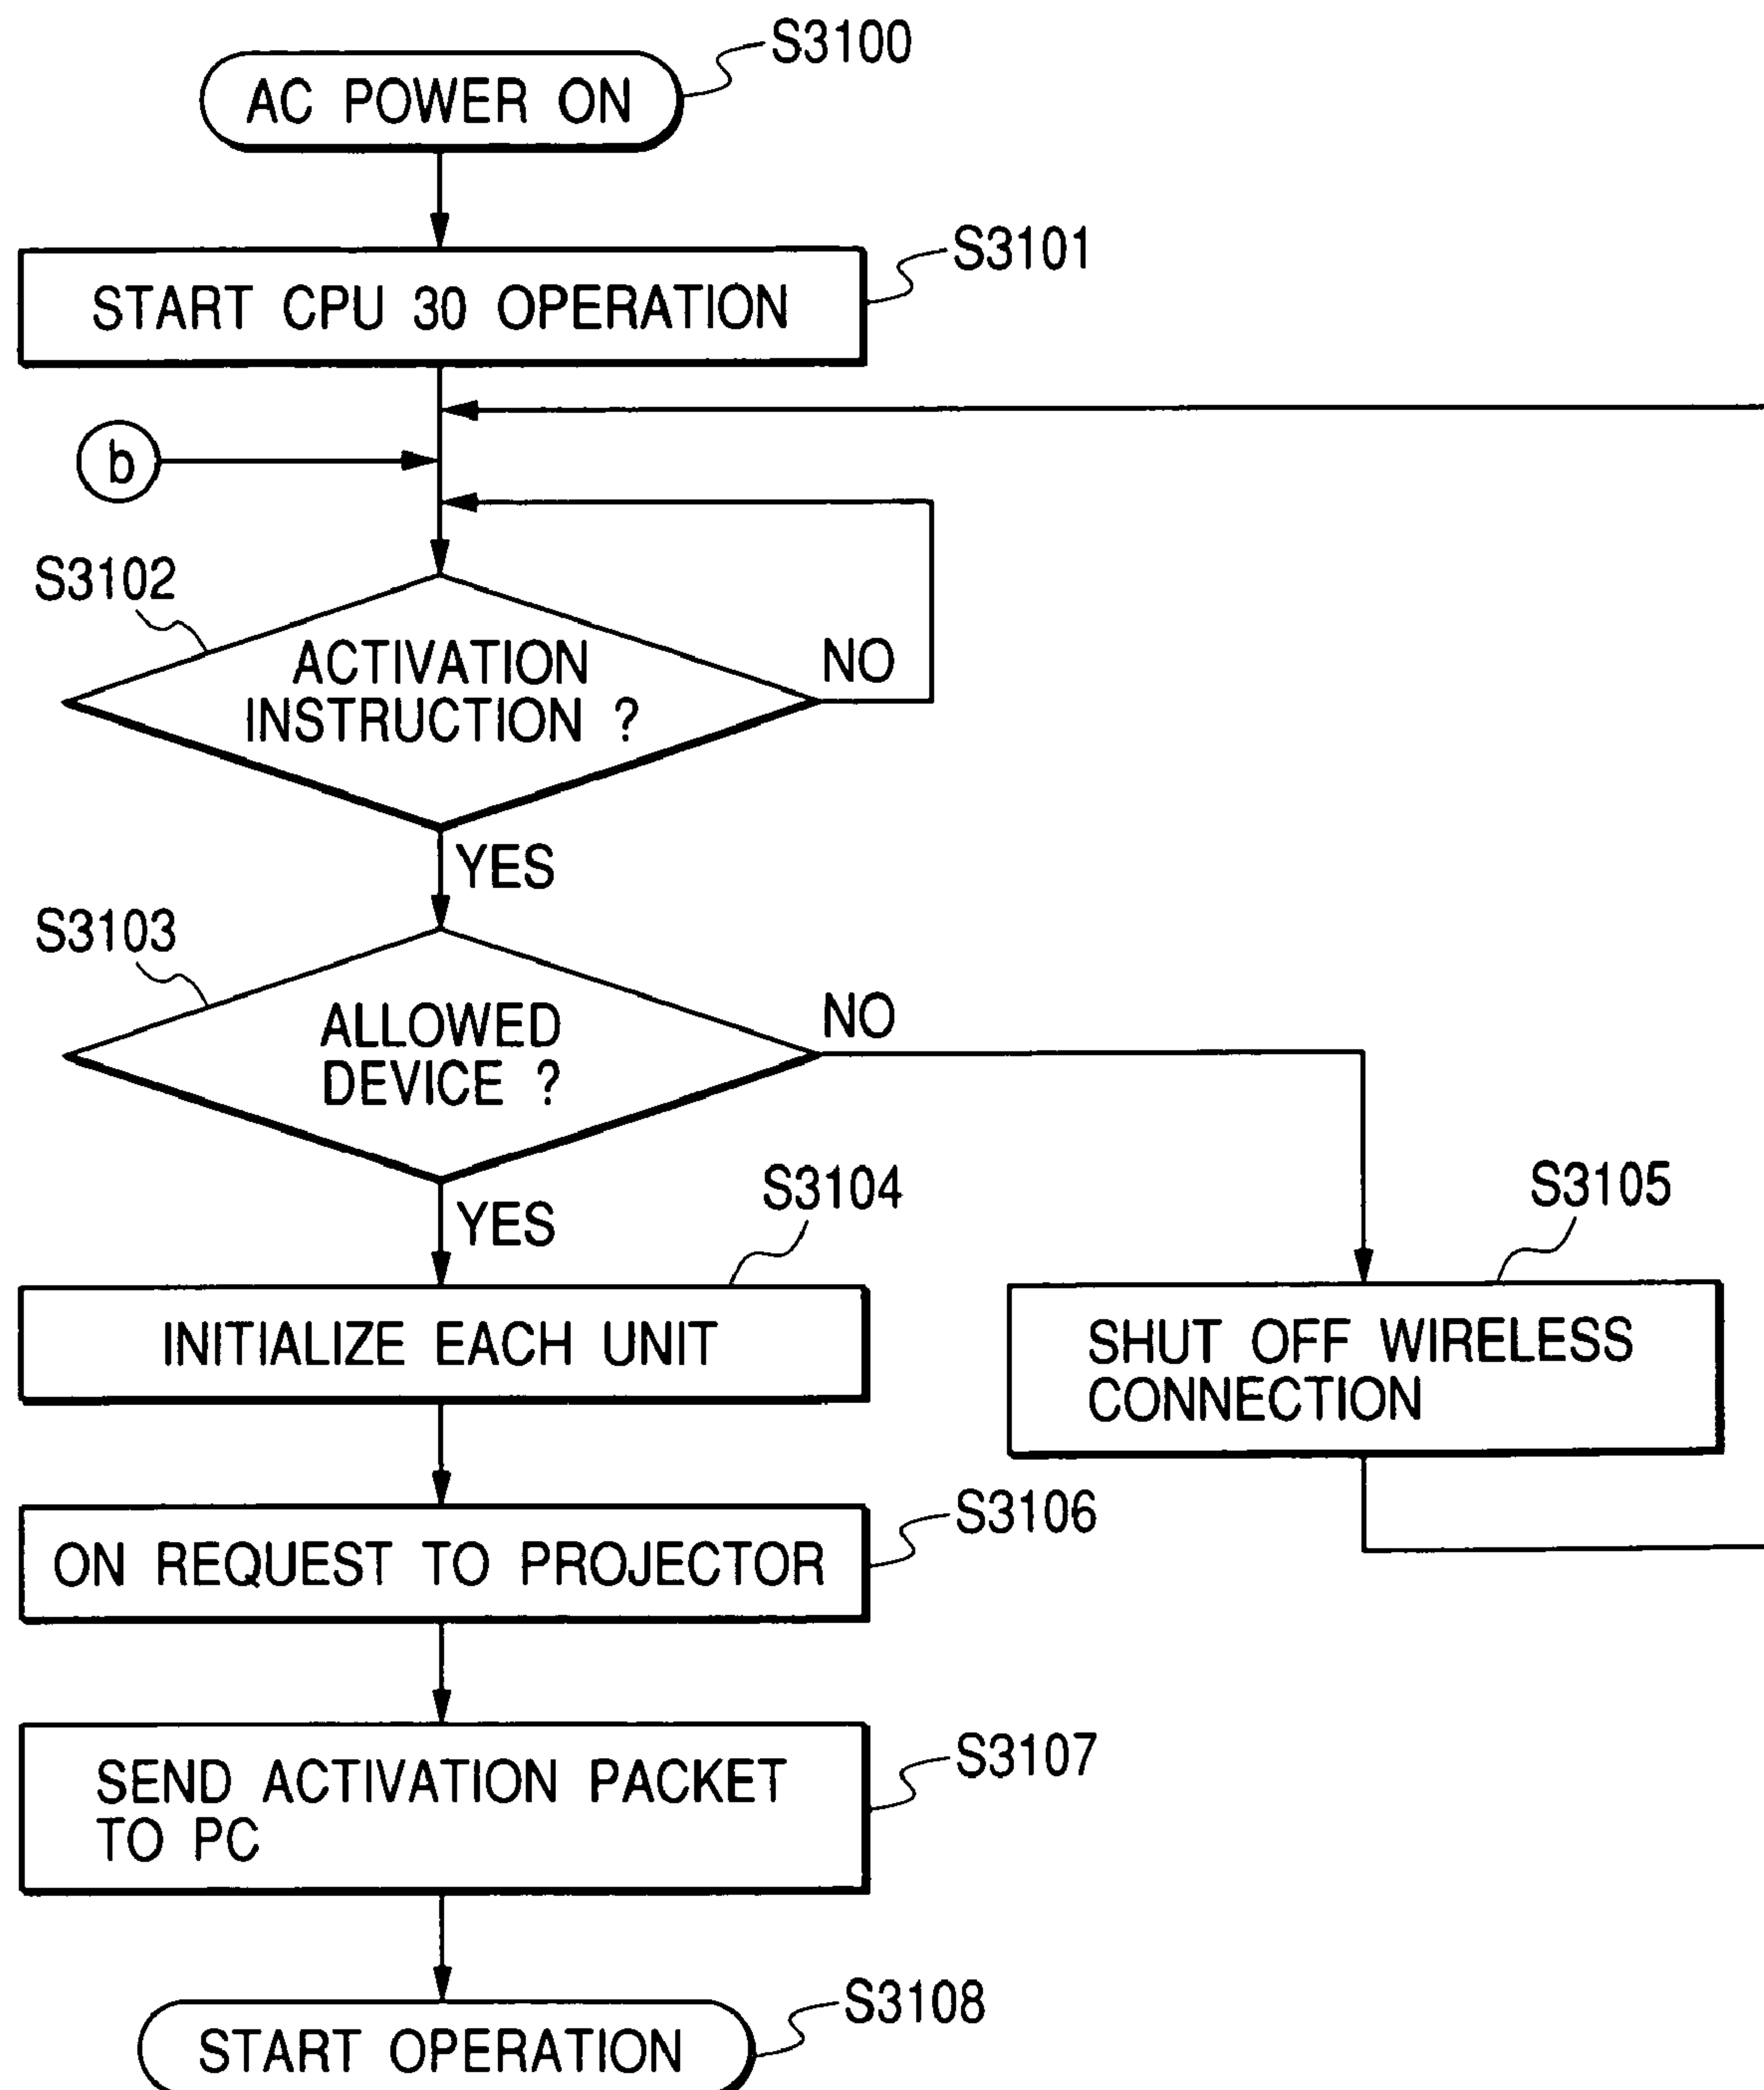 S3100
AC POWER ON
S3101
START CPU 30 OPERATION
b
S3102
ACTIVATION
INSTRUCTION ?
NO
YES
S3103
ALLOWED
DEVICE ?
NO
YES
S3104
INITIALIZE EACH UNIT
S3105
SHUT OFF WIRELESS
CONNECTION
S3106
ON REQUEST TO PROJECTOR
S3107
SEND ACTIVATION PACKET
TO PC
S3108
START OPERATION